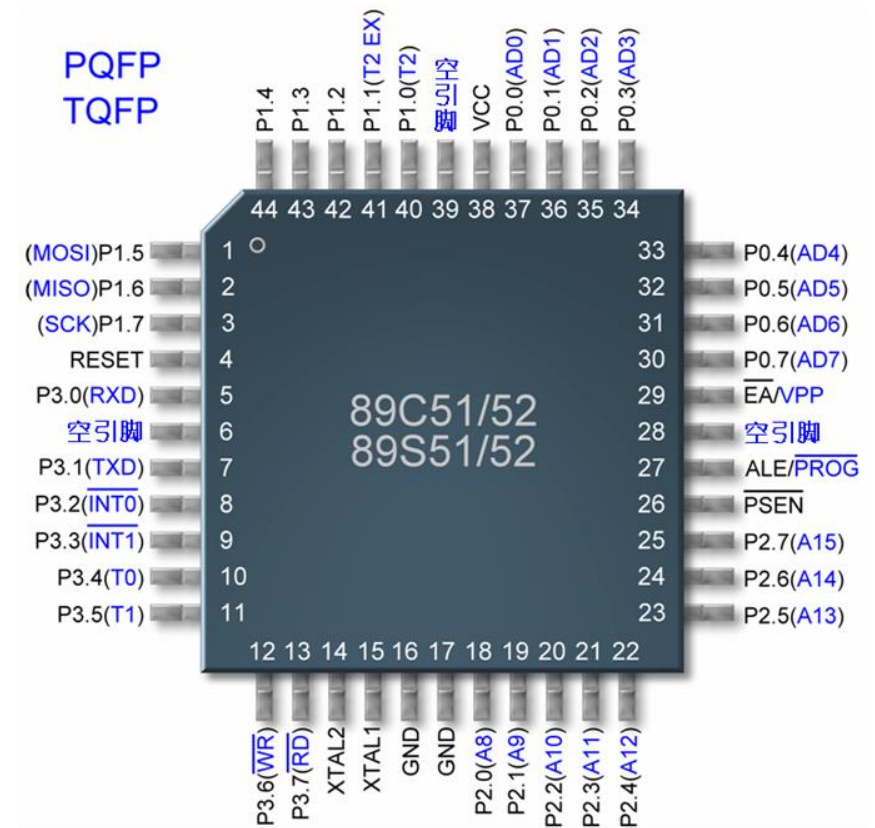 PQFP
TQFP
P1.4
P1.3
P1.2
P1.1(T2 EX)
P1.0(T2)
空引脚
VCC
P0.0(AD0)
P0.1(AD1)
P0.2(AD2)
P0.3(AD3)
44 43 42 41 40 39 38 37 36 35 34
(MOSI)P1.5 1
(MISO)P1.6 2
(SCK)P1.7 3
RESET 4
P3.0(RXD) 5
空引脚 6
P3.1(TXD) 7
P3.2(I̅N̅T̅0̅) 8
P3.3(I̅N̅T̅1̅) 9
P3.4(T0) 10
P3.5(T1) 11
89C51/52
89S51/52
33 P0.4(AD4)
32 P0.5(AD5)
31 P0.6(AD6)
30 P0.7(AD7)
29 E̅A̅/VPP
28 空引脚
27 ALE/P̅R̅O̅G̅
26 P̅S̅E̅N̅
25 P2.7(A15)
24 P2.6(A14)
23 P2.5(A13)
12 13 14 15 16 17 18 19 20 21 22
P3.6(W̅R̅)
P3.7(R̅D̅)
XTAL2
XTAL1
GND
GND
P2.0(A8)
P2.1(A9)
P2.2(A10)
P2.3(A11)
P2.4(A12)